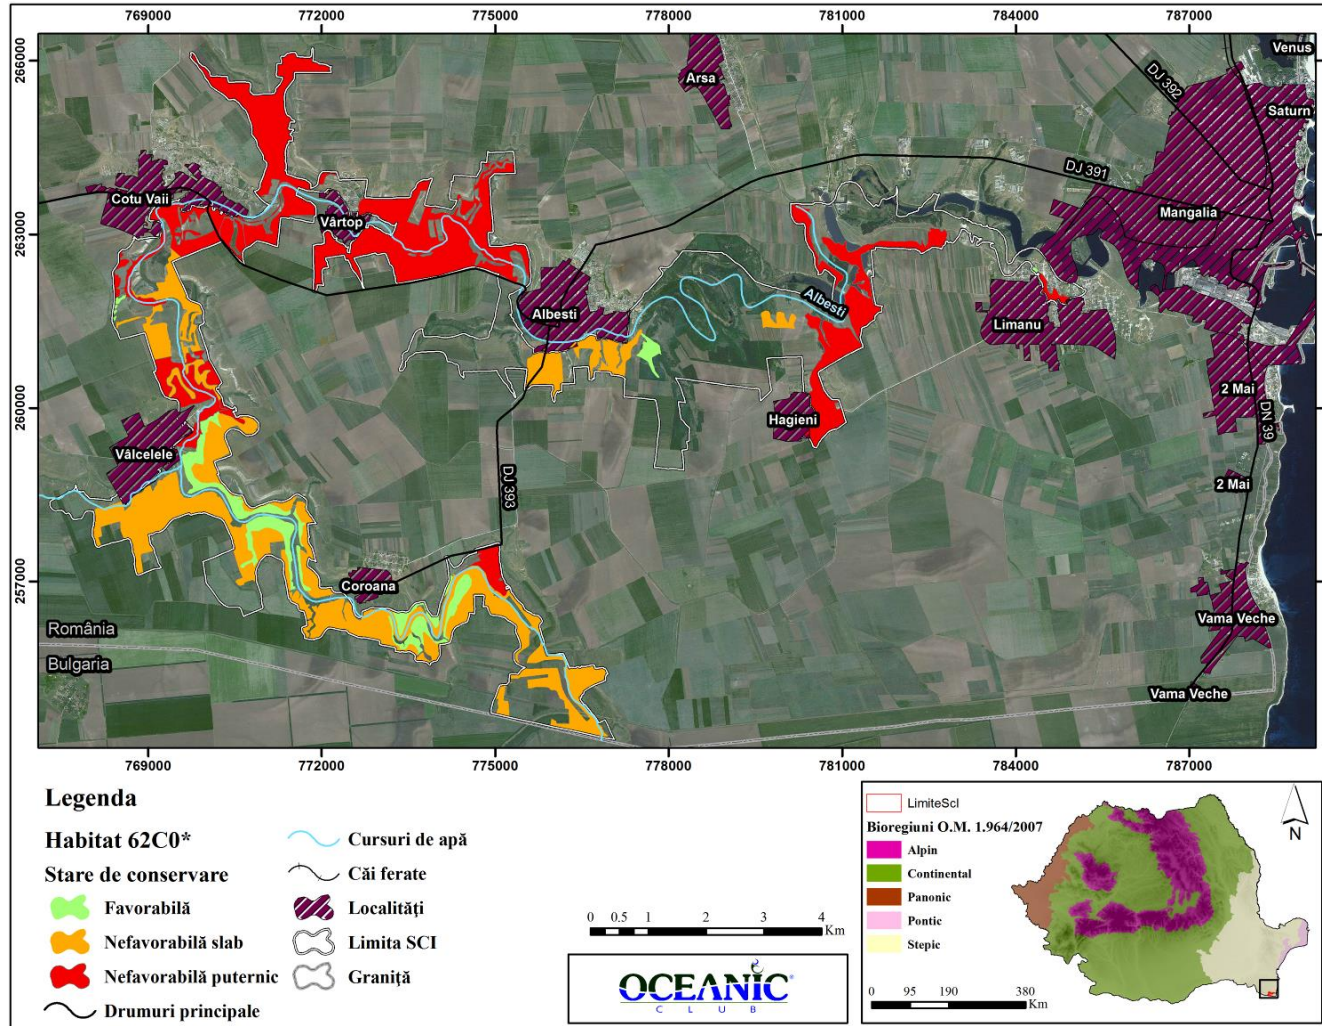 769000 772000 775000 778000 781000 784000 787000
266000
263000
260000
257000
Venus
Arsa
DJ 392
Saturn
DJ 391
Cotu Vaii
Vârtop
Mangalia
Albesti
Albesti
Limanu
2 Mai
Hagieni
DN 39
Vâlcelele
DJ 393
2 Mai
Coroana
România
Bulgaria
Vama Veche
Vama Veche
769000 772000 775000 778000 781000 784000 787000
Legenda
Habitat 62C0*
Stare de conservare
Favorabilă
Nefavorabilă slab
Nefavorabilă puternic
Drumuri principale
Cursuri de apă
Căi ferate
Localităţi
Limita SCI
Graniţă
0 0.5 1 2 3 4
Km
OCEANIC®
CLUB
LimiteScI
Bioregiuni O.M. 1.964/2007
Alpin
Continental
Panonic
Pontic
Stepic
N
0 95 190 380
Km